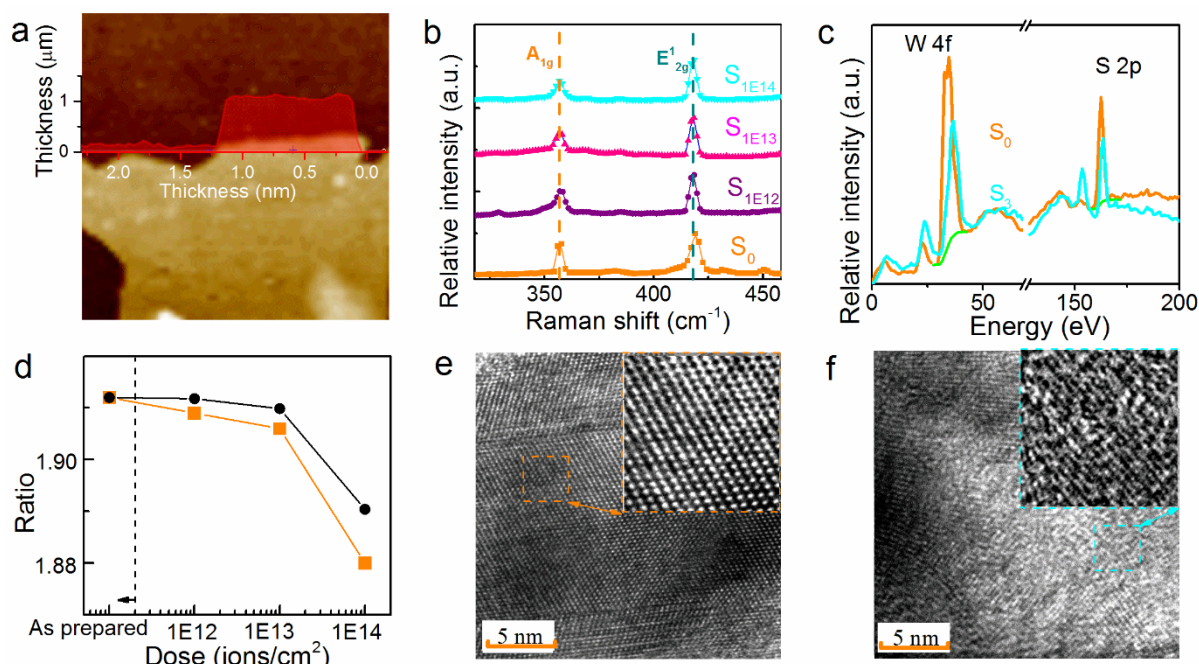 a
Thickness (μm)
1
0
2.0 1.5 1.0 0.5 0.0
Thickness (nm)
b
Relative intensity (a.u.)
A1g
E¹2g
S1E14
S1E13
S1E12
S0
350 400 450
Raman shift (cm⁻¹)
c
Relative intensity (a.u.)
W 4f
S 2p
S0
S3
0 50 150 200
Energy (eV)
d
Ratio
1.90
1.88
As prepared 1E12 1E13 1E14
Dose (ions/cm²)
e
5 nm
f
5 nm